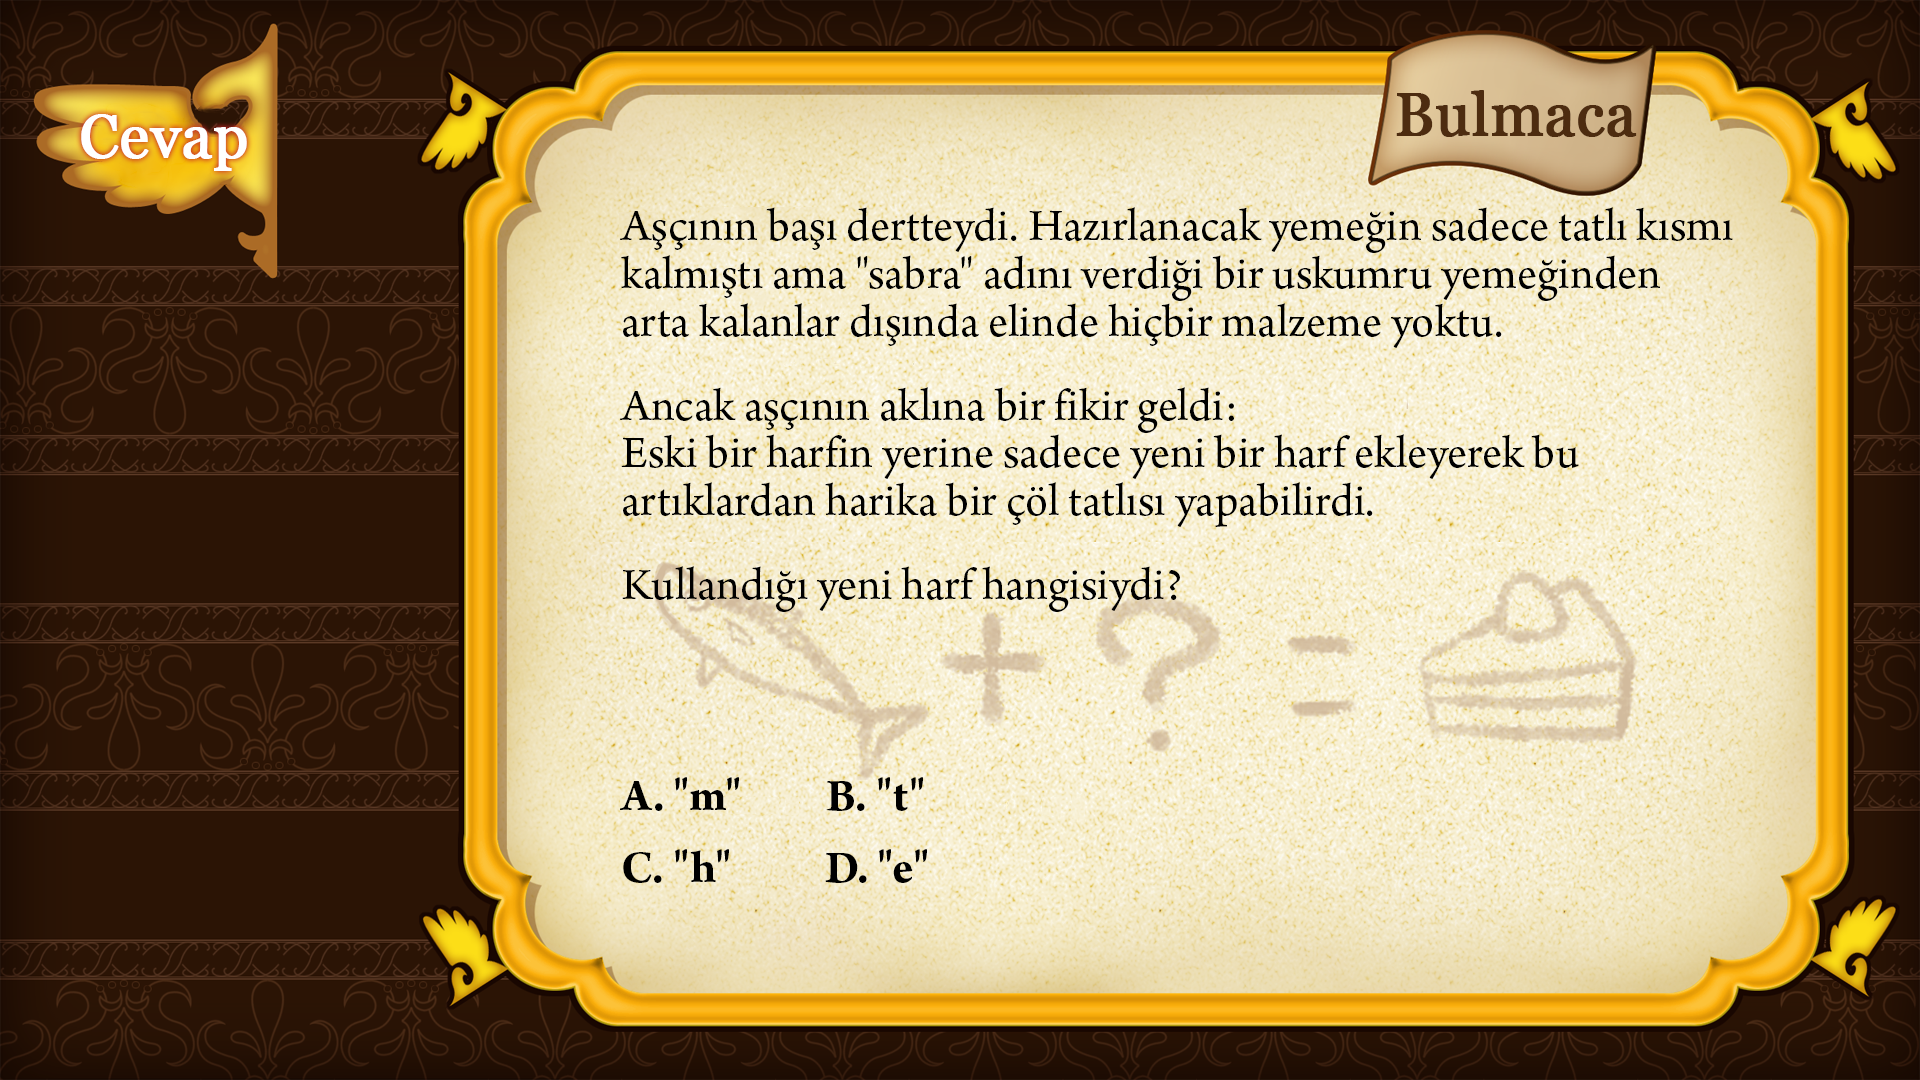 Cevap
Bulmaca
Aşçının başı dertteydi. Hazırlanacak yemeğin sadece tatlı kısmı
kalmıştı ama "sabra" adını verdiği bir uskumru yemeğinden
arta kalanlar dışında elinde hiçbir malzeme yoktu.
Ancak aşçının aklına bir fikir geldi:
Eski bir harfin yerine sadece yeni bir harf ekleyerek bu
artıklardan harika bir çöl tatlısı yapabilirdi.
Kullandığı yeni harf hangisiydi?
+ ? =
A. "m" B. "t"
C. "h" D. "e"